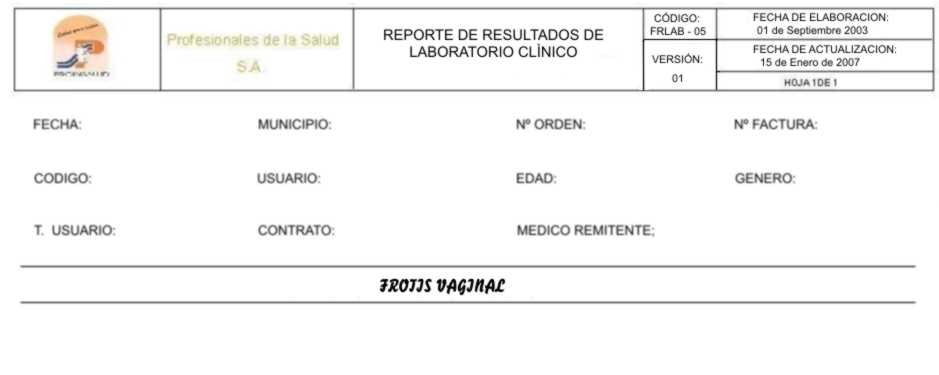 PROINSALUD
Profesionales de la Salud
S.A.
REPORTE DE RESULTADOS DE
LABORATORIO CLÌNICO
CÓDIGO:
FRLAB - 05
VERSIÓN:
01
FECHA DE ELABORACION:
01 de Septiembre 2003
FECHA DE ACTUALIZACION:
15 de Enero de 2007
HOJA 1DE 1
FECHA: MUNICIPIO: Nº ORDEN: Nº FACTURA:
CODIGO: USUARIO: EDAD: GENERO:
T. USUARIO: CONTRATO: MEDICO REMITENTE;
FROTIS VAGINAL